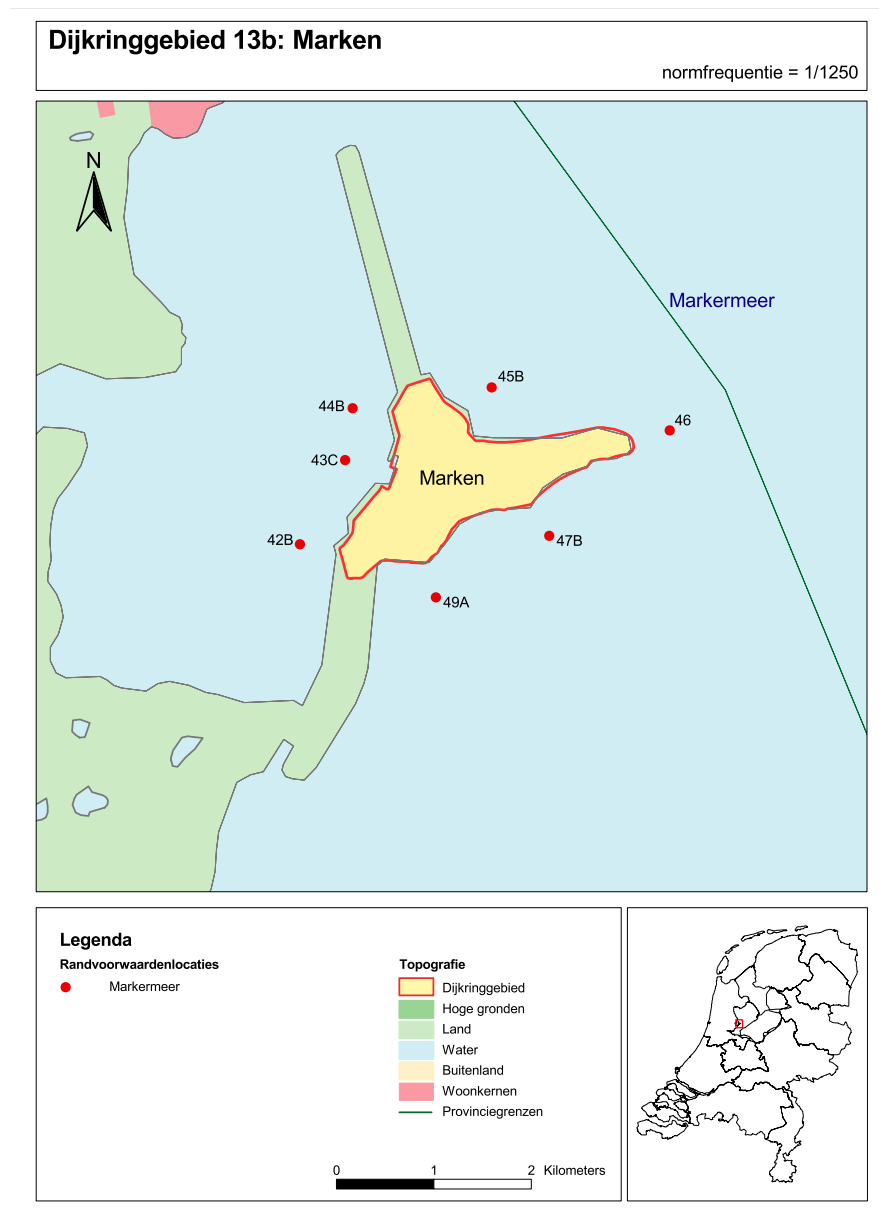 Dijkringgebied 13b: Marken
normfrequentie = 1/1250
N
Markermeer
45B
44B
46
43C
Marken
42B
47B
49A
Legenda
Randvoorwaardenlocaties
Markermeer
Topografie
Dijkringgebied
Hoge gronden
Land
Water
Buitenland
Woonkernen
Provinciegrenzen
0 1 2 Kilometers